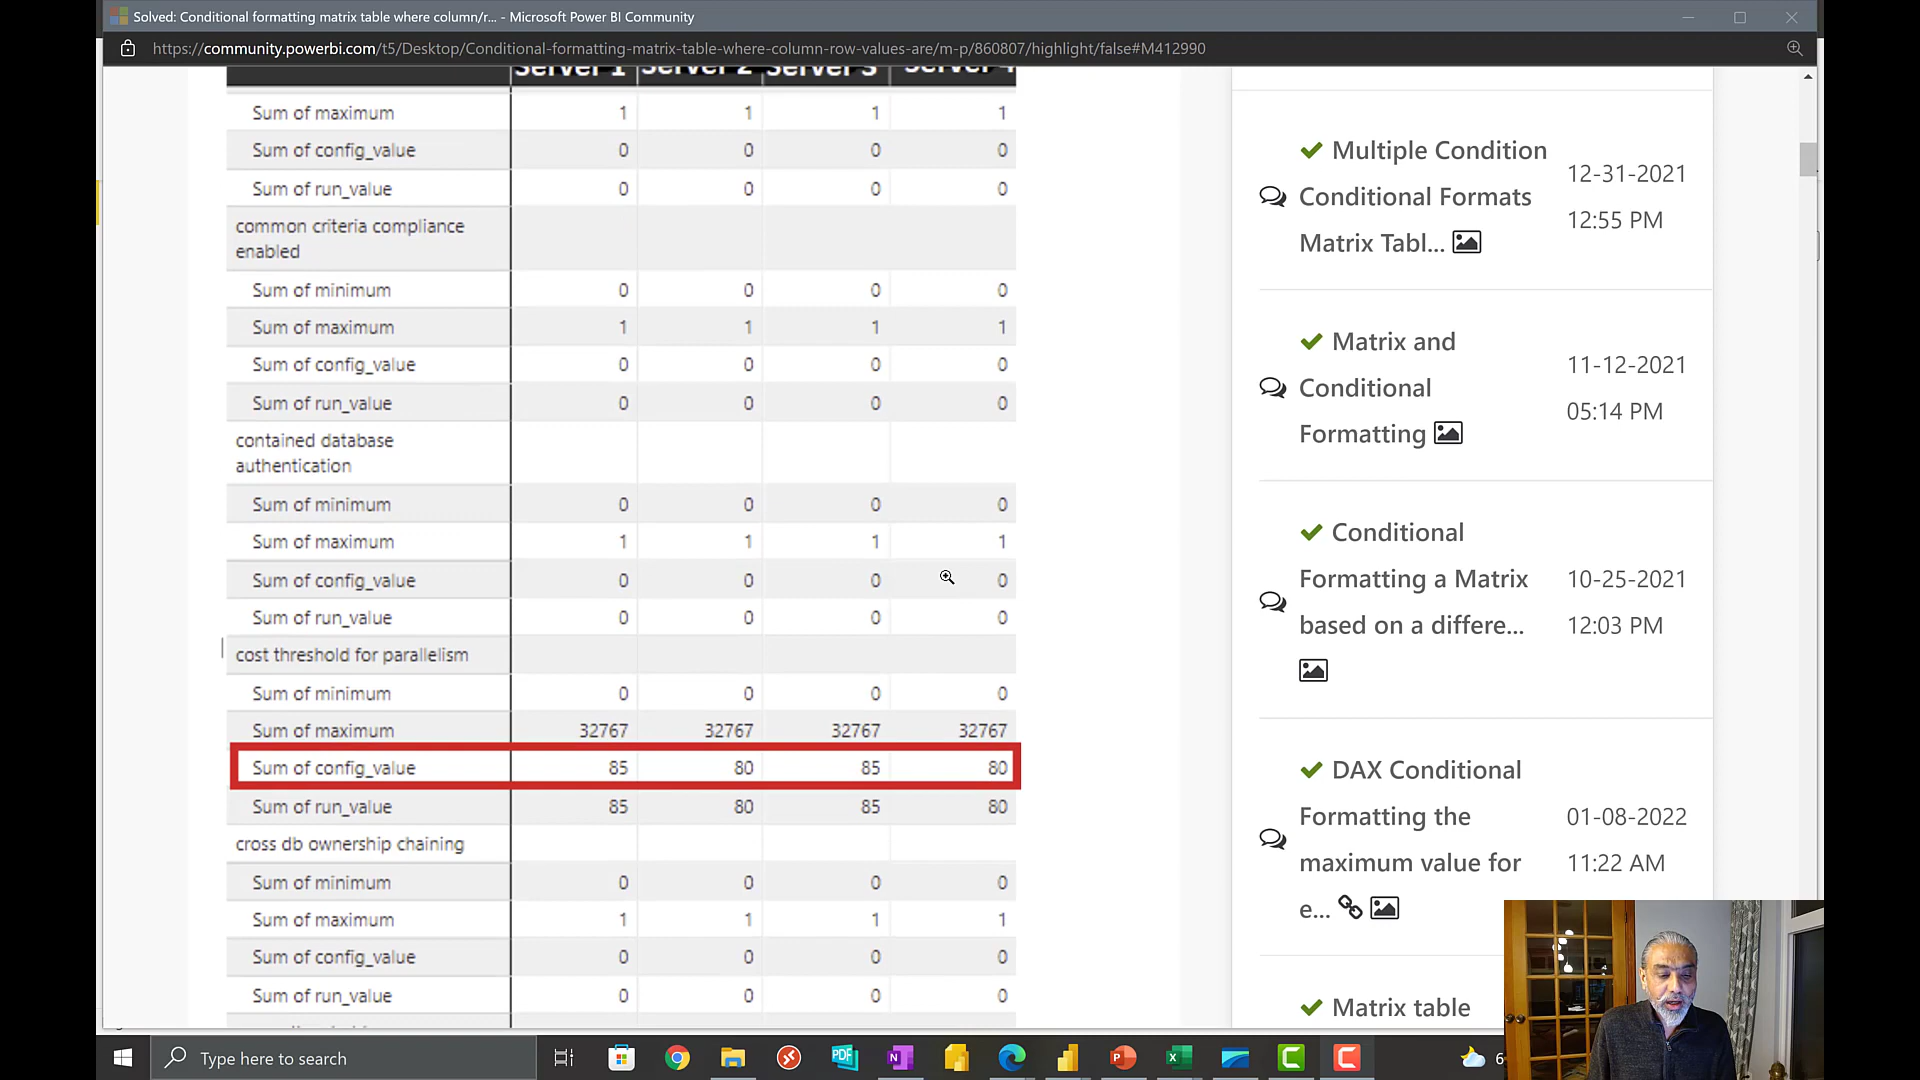 Solved: Conditional formatting matrix table where column/r... - Microsoft Power BI Community
https://community.powerbi.com/t5/Desktop/Conditional-formatting-matrix-table-where-column-row-values-are/m-p/860807/highlight/false#M412990
Server 1 Server 2 Server 3 Server 4
Sum of maximum 1 1 1 1
Sum of config_value 0 0 0 0
Sum of run_value 0 0 0 0
common criteria compliance
enabled
Sum of minimum 0 0 0 0
Sum of maximum 1 1 1 1
Sum of config_value 0 0 0 0
Sum of run_value 0 0 0 0
contained database
authentication
Sum of minimum 0 0 0 0
Sum of maximum 1 1 1 1
Sum of config_value 0 0 0 0
Sum of run_value 0 0 0 0
cost threshold for parallelism
Sum of minimum 0 0 0 0
Sum of maximum 32767 32767 32767 32767
Sum of config_value 85 80 85 80
Sum of run_value 85 80 85 80
cross db ownership chaining
Sum of minimum 0 0 0 0
Sum of maximum 1 1 1 1
Sum of config_value 0 0 0 0
Sum of run_value 0 0 0 0
Multiple Condition
Conditional Formats
Matrix Tabl...
12-31-2021
12:55 PM
Matrix and
Conditional
Formatting
11-12-2021
05:14 PM
Conditional
Formatting a Matrix
based on a differe...
10-25-2021
12:03 PM
DAX Conditional
Formatting the
maximum value for
e...
01-08-2022
11:22 AM
Matrix table
Type here to search
PDF
6